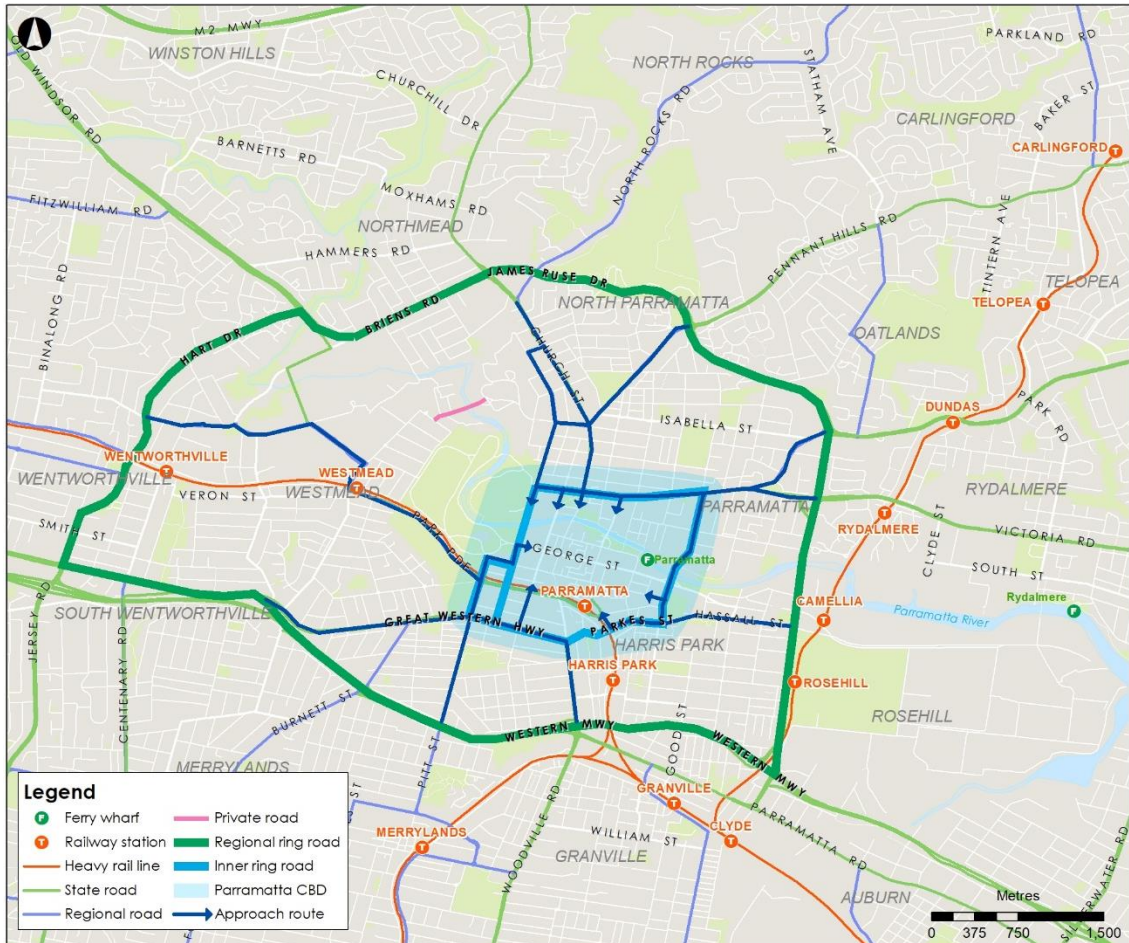 M2 MWY
WINSTON HILLS
OLD WINDSOR RD
CHURCHILL DR
NORTH ROCKS
STATHAM AVE
PARKLAND RD
BAKER ST
CARLINGFORD
CARLINGFORD
BARNETTS RD
NORTH ROCKS RD
FITZWILLIAM RD
MOXHAMS RD
NORTHMEAD
HAMMERS RD
PENNANT HILLS RD
TINTERN AVE
TELOPEA
TELOPEA
BINALONG RD
JAMES RUSE DR
NORTH PARRAMATTA
BRIENS RD
HART DR
CHURCH ST
OATLANDS
DUNDAS
PARK RD
ISABELLA ST
WENTWORTHVILLE
WENTWORTHVILLE
WESTMEAD
WESTMEAD
VERON ST
PARRAMATTA
RYDALMERE
RYDALMERE
SMITH ST
PARK PDE
GEORGE ST
Parramatta
VICTORIA RD
CLYDE ST
SOUTH ST
Rydalmere
PARRAMATTA
CAMELLIA
Parramatta River
SOUTH WENTWORTHVILLE
GREAT WESTERN HWY
PARKES ST
HASSALL ST
HARRIS PARK
HARRIS PARK
JERSEY RD
CENTENARY RD
ROSEHILL
ROSEHILL
BURNETT ST
PITT ST
WESTERN MWY
GOOD ST
WESTERN MWY
MERRYLANDS
GRANVILLE
PARRAMATTA RD
MERRYLANDS
WOODVILLE RD
WILLIAM ST
CLYDE
GRANVILLE
AUBURN
SILVERWATER RD
Legend
Ferry wharf
Railway station
Heavy rail line
State road
Regional road
Private road
Regional ring road
Inner ring road
Parramatta CBD
Approach route
Metres
0 375 750 1,500